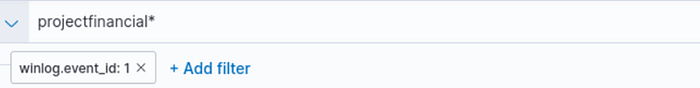 projectfinancial*
winlog.event_id: 1 ×
+ Add filter